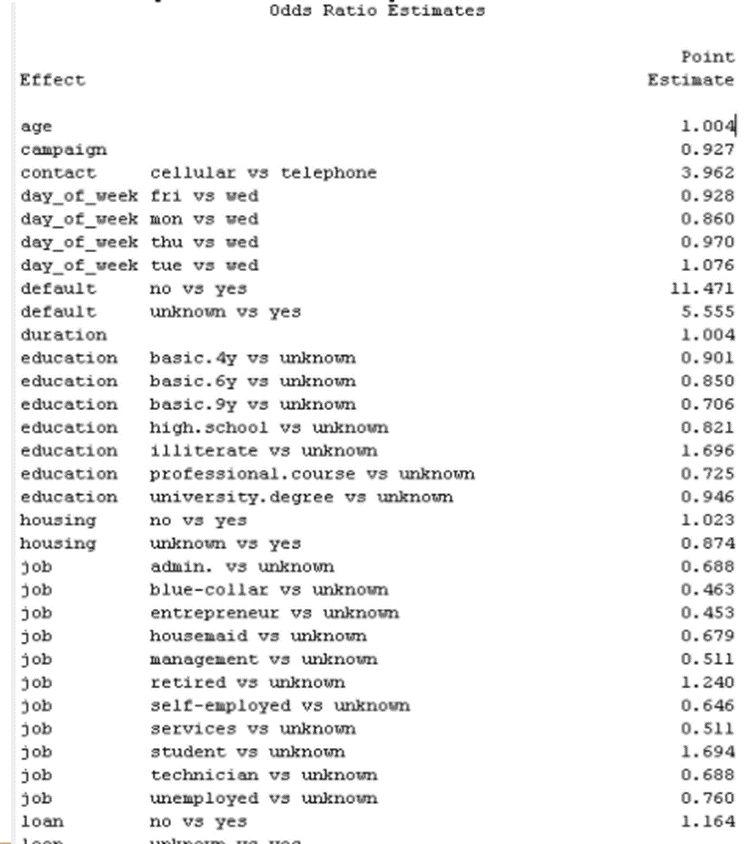 Odds Ratio Estimates
Point
Effect Estimate
age 1.004
campaign 0.927
contact cellular vs telephone 3.962
day_of_week fri vs wed 0.928
day_of_week mon vs wed 0.860
day_of_week thu vs wed 0.970
day_of_week tue vs wed 1.076
default no vs yes 11.471
default unknown vs yes 5.555
duration 1.004
education basic.4y vs unknown 0.901
education basic.6y vs unknown 0.850
education basic.9y vs unknown 0.706
education high.school vs unknown 0.821
education illiterate vs unknown 1.696
education professional.course vs unknown 0.725
education university.degree vs unknown 0.946
housing no vs yes 1.023
housing unknown vs yes 0.874
job admin. vs unknown 0.688
job blue-collar vs unknown 0.463
job entrepreneur vs unknown 0.453
job housemaid vs unknown 0.679
job management vs unknown 0.511
job retired vs unknown 1.240
job self-employed vs unknown 0.646
job services vs unknown 0.511
job student vs unknown 1.694
job technician vs unknown 0.688
job unemployed vs unknown 0.760
loan no vs yes 1.164
loan unknown vs yes